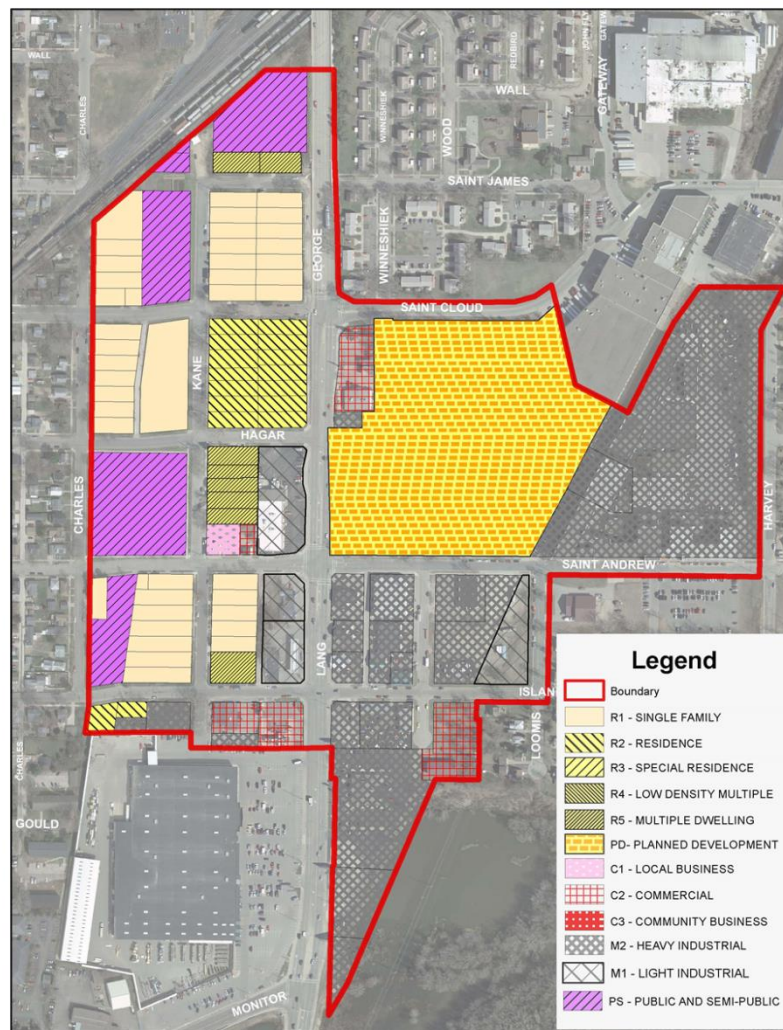 WALL
CHARLES
WINNESHIEK
REDBIRD
WALL
WOOD
GATEWAY
SAINT JAMES
GEORGE
WINNESHIEK
SAINT CLOUD
KANE
HAGAR
CHARLES
HARVEY
SAINT ANDREW
LANG
ISLAN
LOOMIS
CHARLES
GOULD
MONITOR
Legend
Boundary
R1 - SINGLE FAMILY
R2 - RESIDENCE
R3 - SPECIAL RESIDENCE
R4 - LOW DENSITY MULTIPLE
R5 - MULTIPLE DWELLING
PD- PLANNED DEVELOPMENT
C1 - LOCAL BUSINESS
C2 - COMMERCIAL
C3 - COMMUNITY BUSINESS
M2 - HEAVY INDUSTRIAL
M1 - LIGHT INDUSTRIAL
PS - PUBLIC AND SEMI-PUBLIC